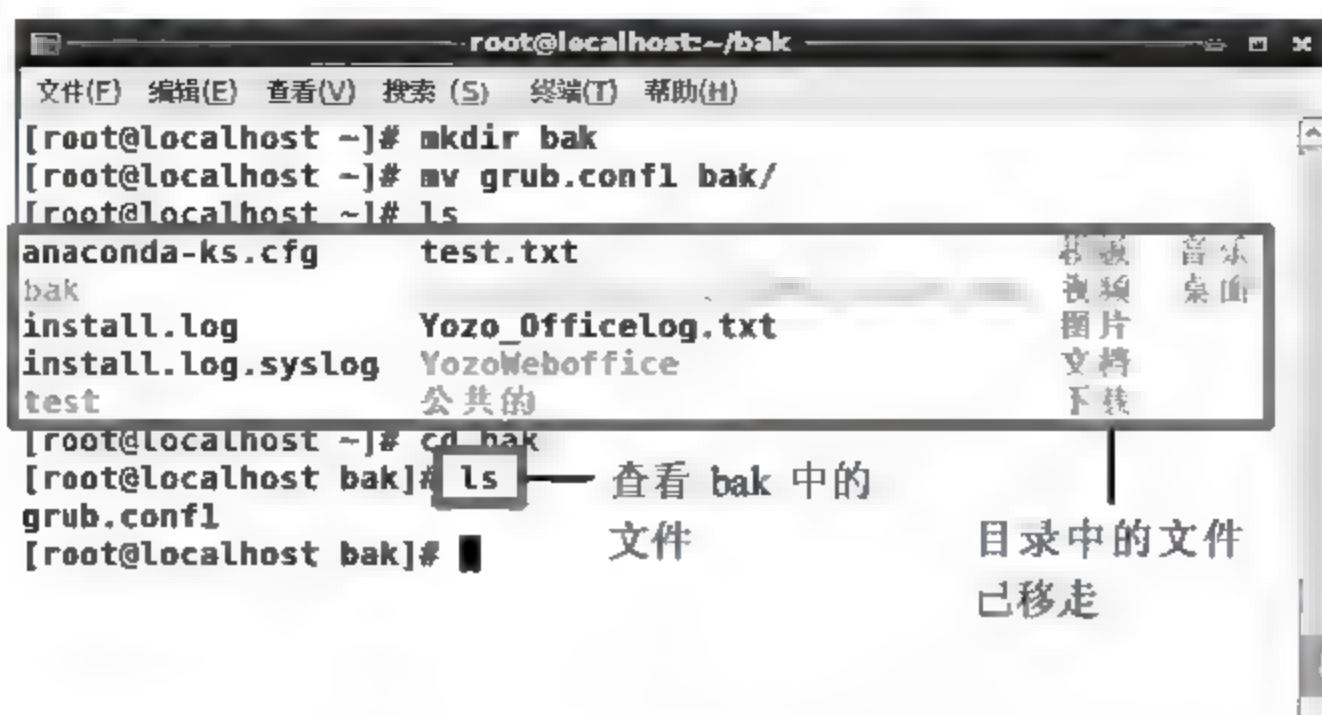 root@localhost:~/bak
文件(F) 编辑(E) 查看(V) 搜索 (S) 终端(T) 帮助(H)
[root@localhost ~]# mkdir bak
[root@localhost ~]# mv grub.conf1 bak/
[root@localhost ~]# ls
anaconda-ks.cfg test.txt 音乐
bak 视频 桌面
install.log Yozo_Officelog.txt 图片
install.log.syslog YozoWeboffice 文档
test 公共的 下载
[root@localhost ~]# cd bak
[root@localhost bak]# ls
grub.conf1
[root@localhost bak]#
查看 bak 中的
文件
目录中的文件
已移走